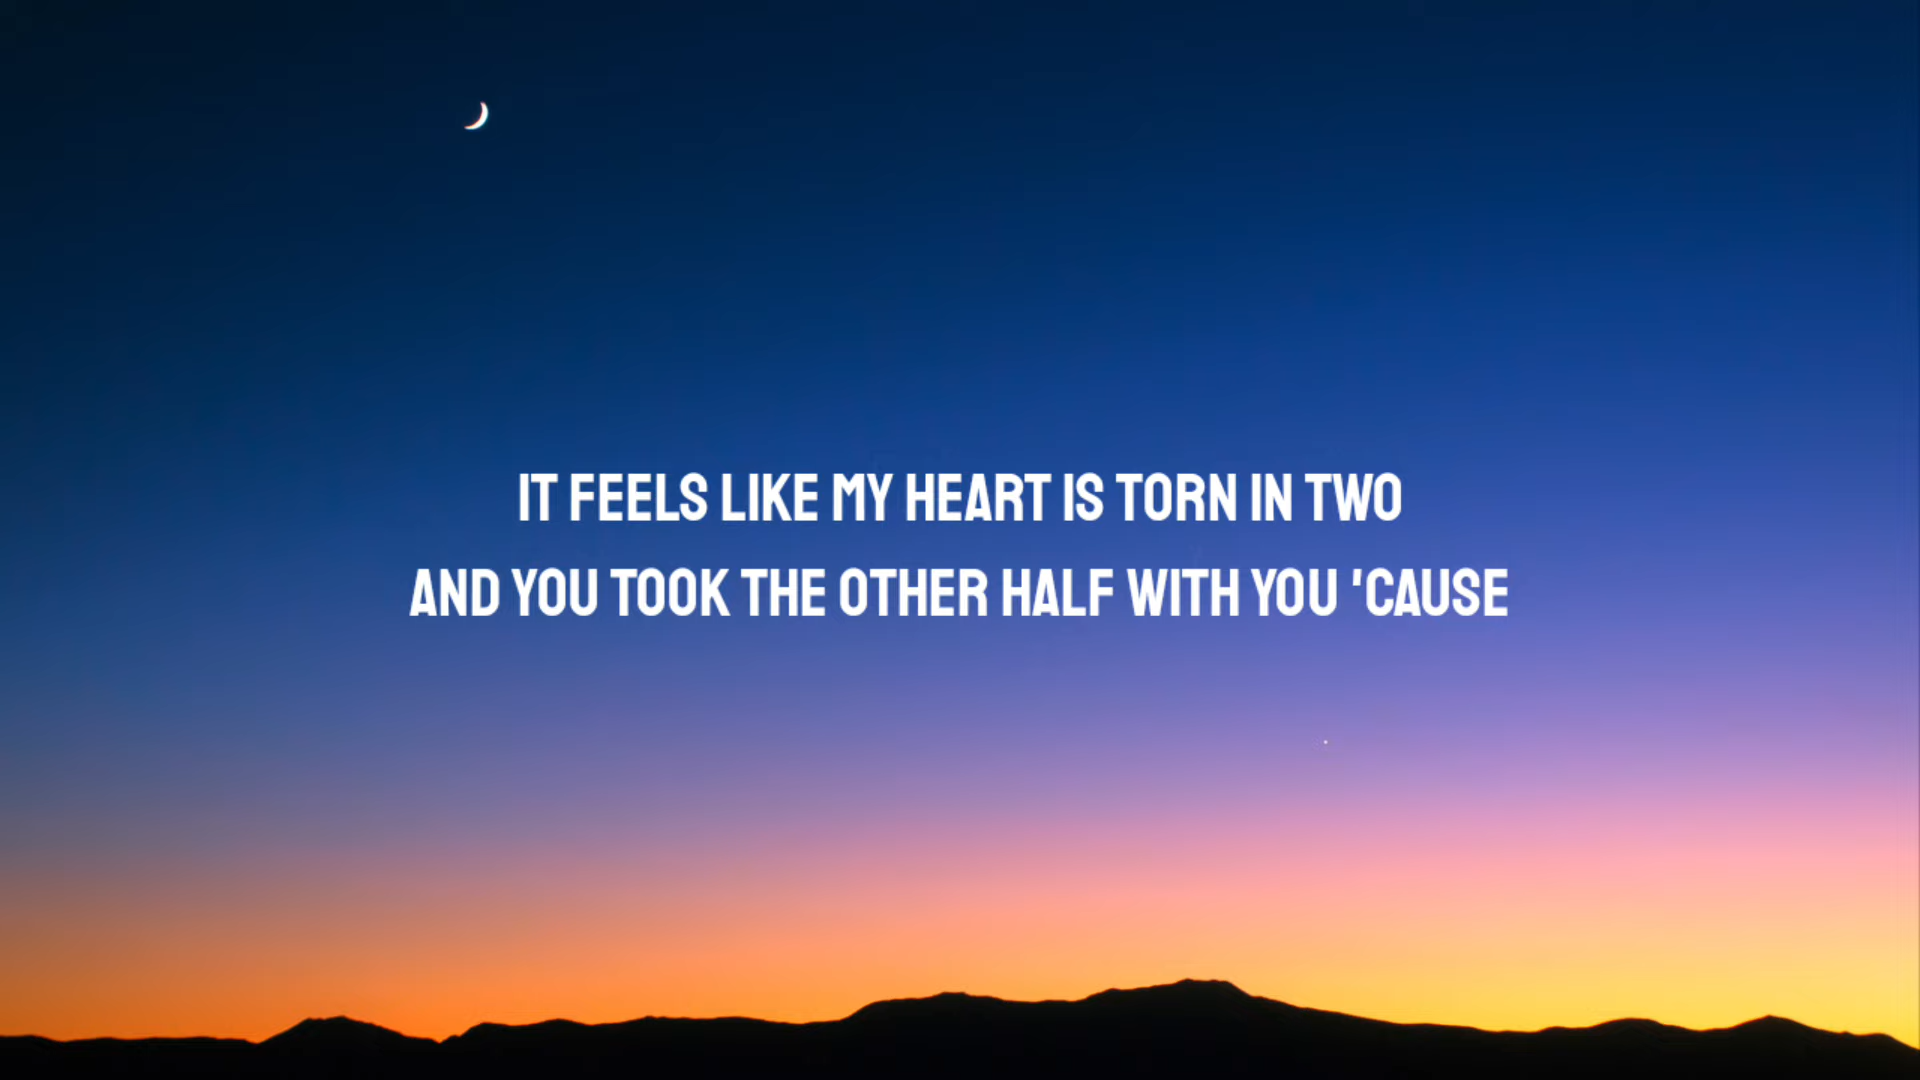 IT FEELS LIKE MY HEART IS TORN IN TWO
AND YOU TOOK THE OTHER HALF WITH YOU 'CAUSE